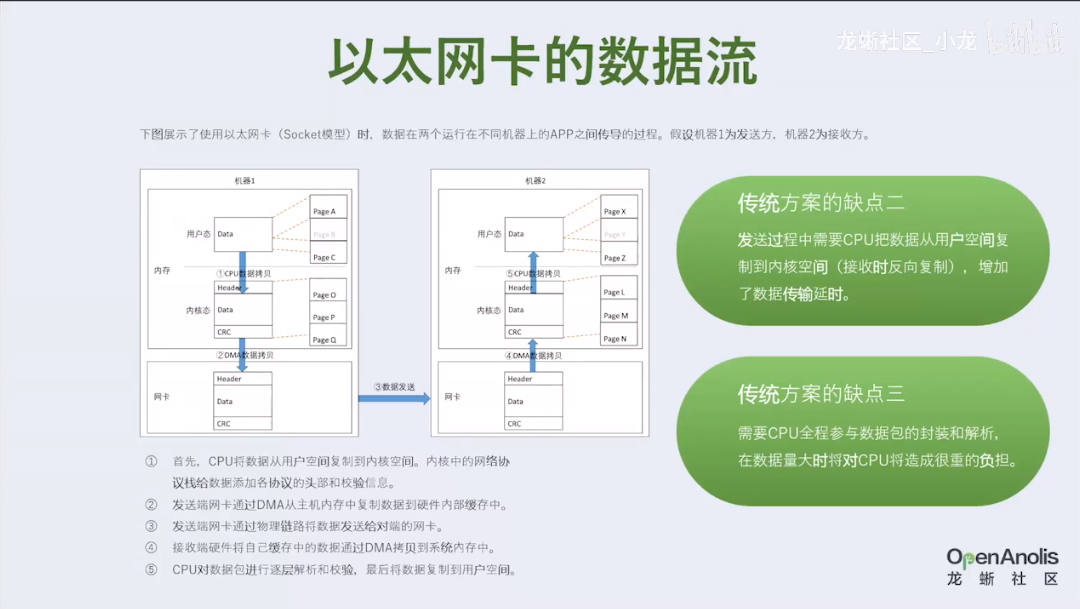 龙蜥社区_小龙
bilibili
以太网卡的数据流
下图展示了使用以太网卡（Socket模型）时，数据在两个运行在不同机器上的APP之间传导的过程。假设机器1为发送方，机器2为接收方。
机器1
用户态
Data
Page A
Page B
Page C
内存
①CPU数据拷贝
内核态
Header
Data
CRC
Page O
Page P
Page Q
②DMA数据拷贝
网卡
Header
Data
CRC
③数据发送
机器2
用户态
Data
Page X
Page Y
Page Z
内存
⑤CPU数据拷贝
内核态
Header
Data
CRC
Page L
Page M
Page N
④DMA数据拷贝
网卡
Header
Data
CRC
传统方案的缺点二
发送过程中需要CPU把数据从用户空间复
制到内核空间（接收时反向复制），增加
了数据传输延时。
传统方案的缺点三
需要CPU全程参与数据包的封装和解析，
在数据量大时将对CPU将造成很重的负担。
① 首先，CPU将数据从用户空间复制到内核空间。内核中的网络协
议栈给数据添加各协议的头部和校验信息。
② 发送端网卡通过DMA从主机内存中复制数据到硬件内部缓存中。
③ 发送端网卡通过物理链路将数据发送给对端的网卡。
④ 接收端硬件将自己缓存中的数据通过DMA拷贝到系统内存中。
⑤ CPU对数据包进行逐层解析和校验，最后将数据复制到用户空间。
OpenAnolis
龙蜥社区